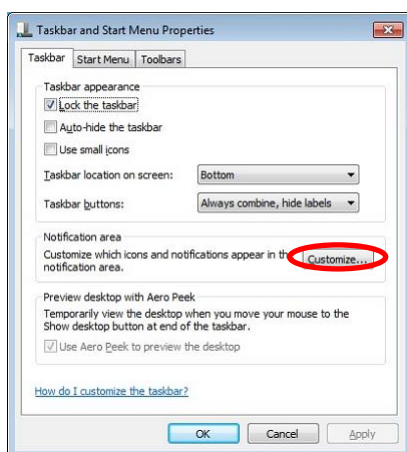 Taskbar and Start Menu Properties
Taskbar Start Menu Toolbars
Taskbar appearance
Lock the taskbar
Auto-hide the taskbar
Use small icons
Taskbar location on screen: Bottom
Taskbar buttons: Always combine, hide labels
Notification area
Customize which icons and notifications appear in the
notification area.
Customize...
Preview desktop with Aero Peek
Temporarily view the desktop when you move your mouse to the
Show desktop button at end of the taskbar.
Use Aero Peek to preview the desktop
How do I customize the taskbar?
OK Cancel Apply